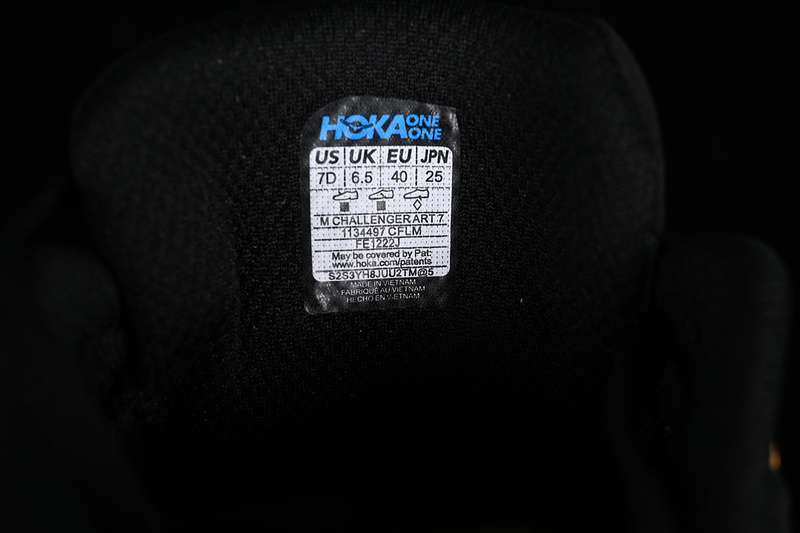 HOKA ONE ONE
US UK EU JPN
7D 6.5 40 25
M CHALLENGER ART 7
1134497 CFLM
FE1222J
May be covered by Pat:
www.hoka.com/patents
S2S3YH8JUU2TM@5
MADE IN VIETNAM
FABRIQUÉ AU VIETNAM
HECHO EN VIETNAM